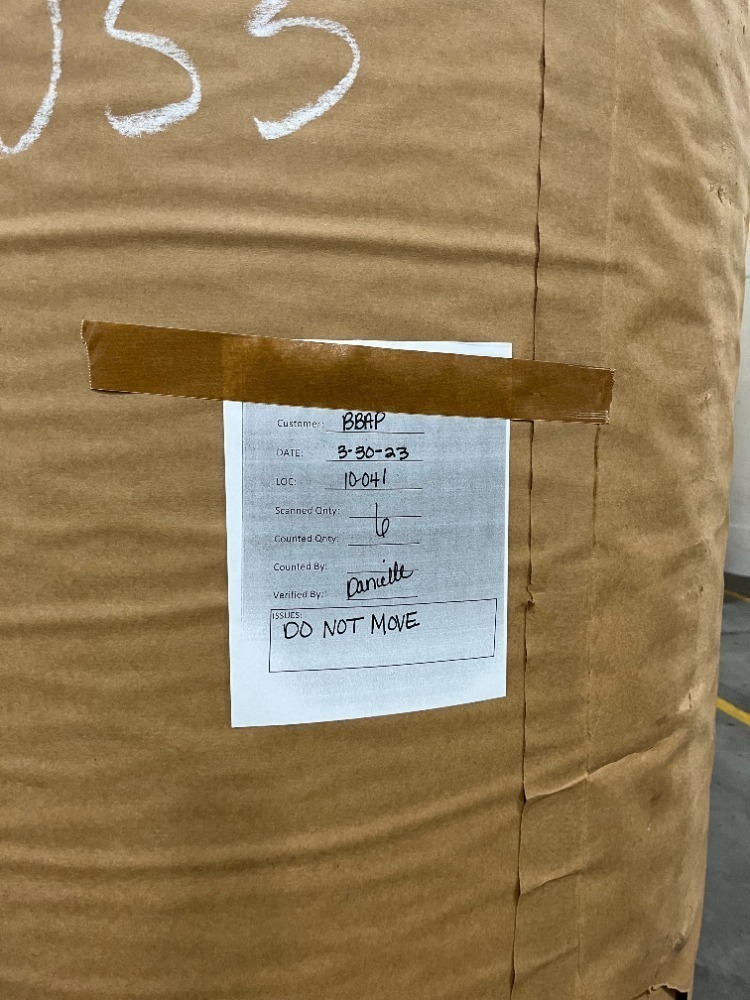 55
Customer: BBAP
DATE: 3-30-23
LOC: 10-041
Scanned Qnty:
6
Counted Qnty:
Counted By:
Danielle
Verified By:
ISSUES:
DO NOT MOVE